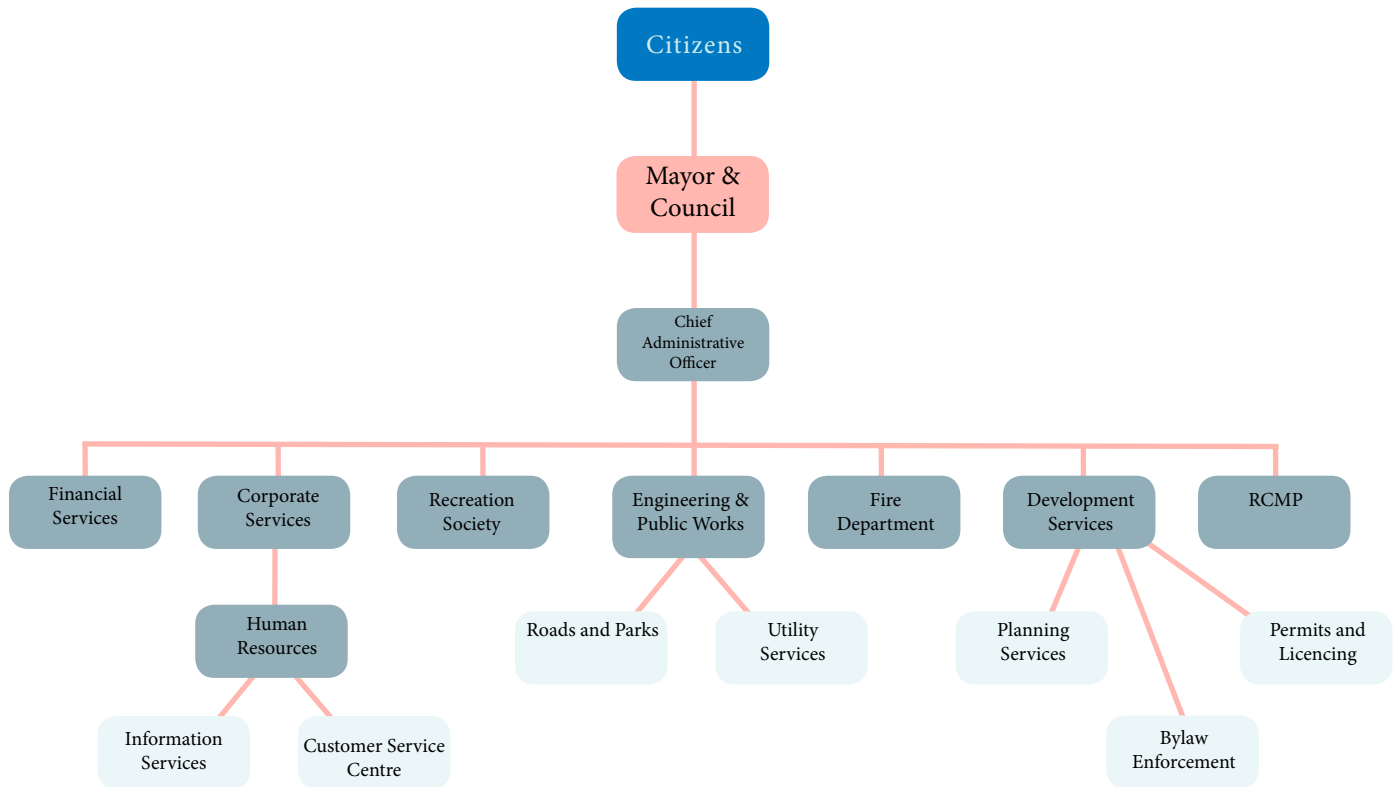 Citizens
Mayor &
Council
Chief
Administrative
Officer
Financial
Services
Corporate
Services
Recreation
Society
Engineering &
Public Works
Fire
Department
Development
Services
RCMP
Human
Resources
Roads and Parks
Utility
Services
Planning
Services
Permits and
Licencing
Information
Services
Customer Service
Centre
Bylaw
Enforcement